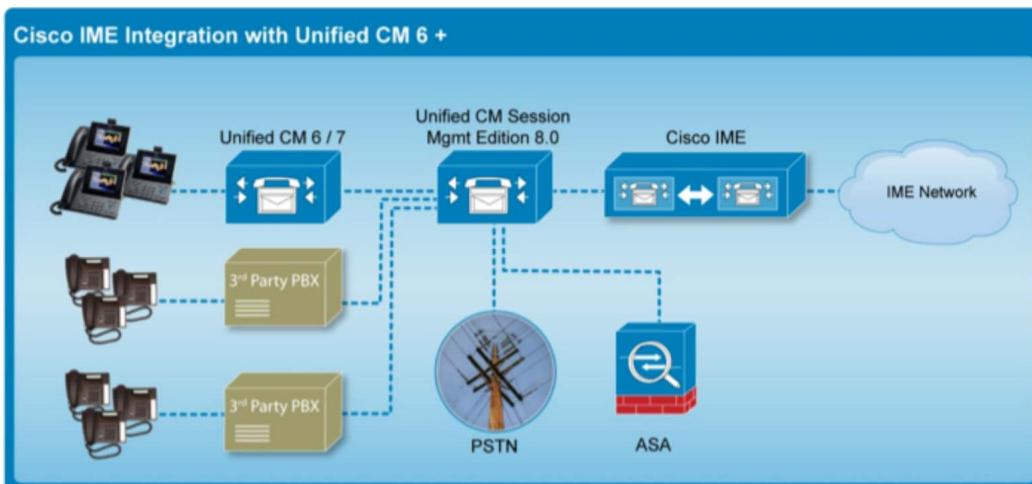 Cisco IME Integration with Unified CM 6 +
Unified CM 6 / 7
Unified CM Session
Mgmt Edition 8.0
Cisco IME
IME Network
3rd Party PBX
3rd Party PBX
PSTN
ASA